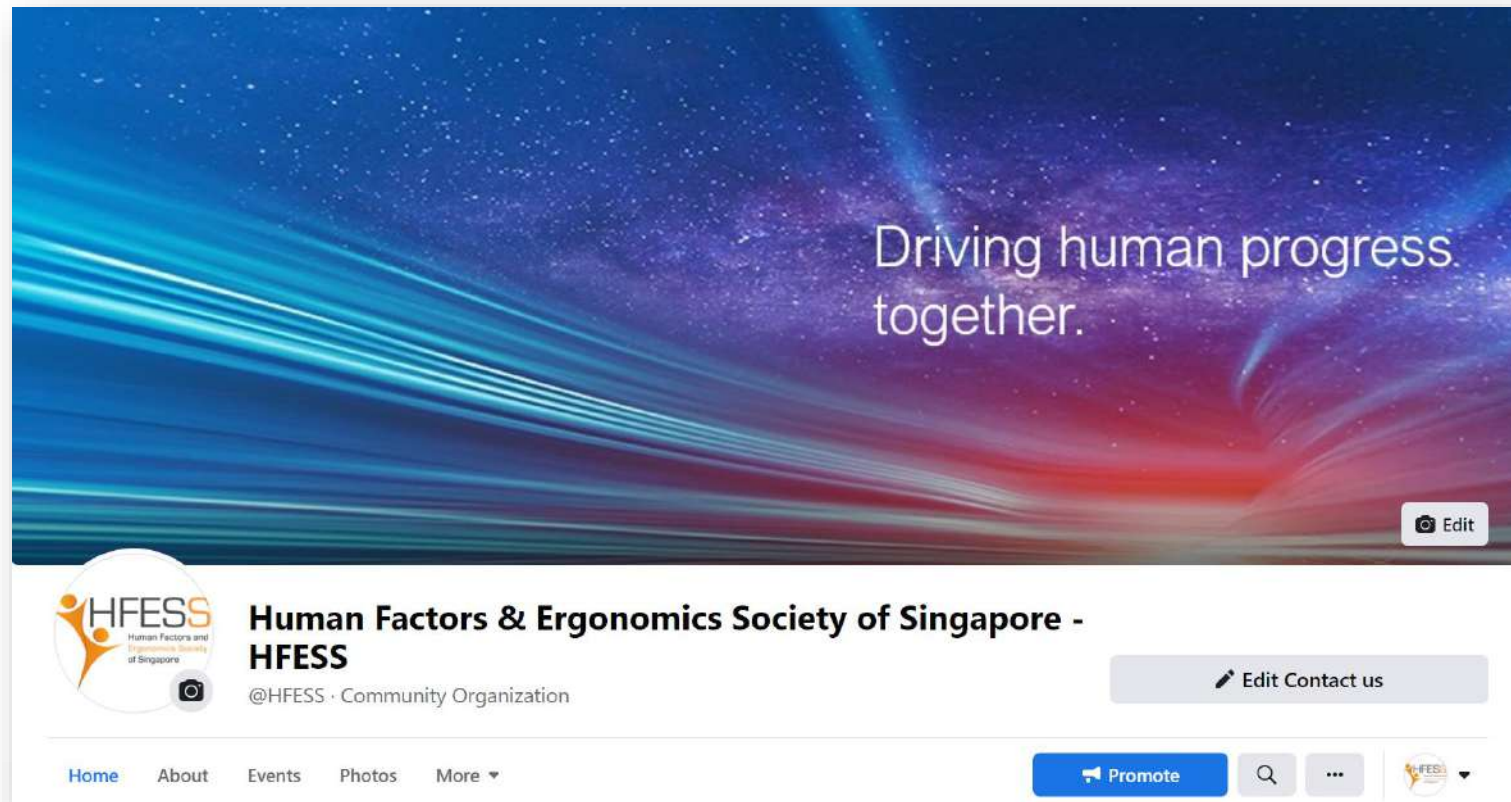 Driving human progress.
together.
Edit
HFESS
Human Factors and
Ergonomics Society
of Singapore
Human Factors & Ergonomics Society of Singapore -
HFESS
@HFESS · Community Organization
Edit Contact us
Home About Events Photos More
Promote
HFESS